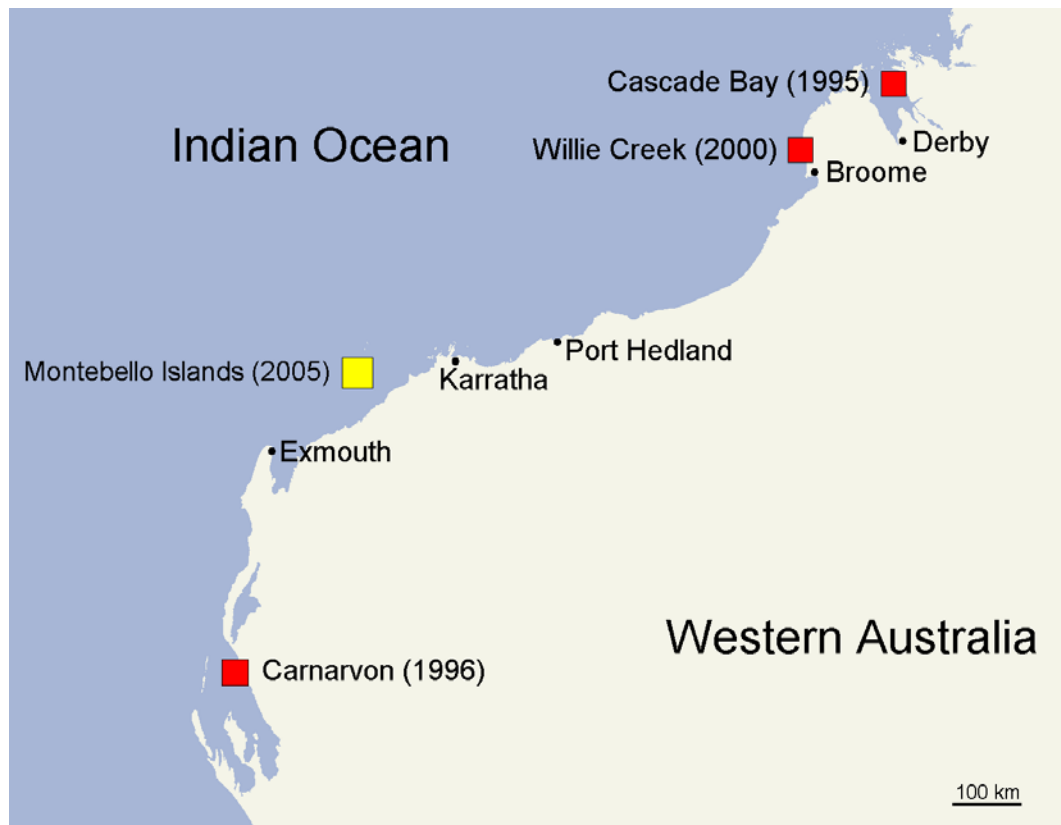 Cascade Bay (1995)
Indian Ocean
Willie Creek (2000)
Derby
Broome
Port Hedland
Montebello Islands (2005)
Karratha
Exmouth
Western Australia
Carnarvon (1996)
100 km